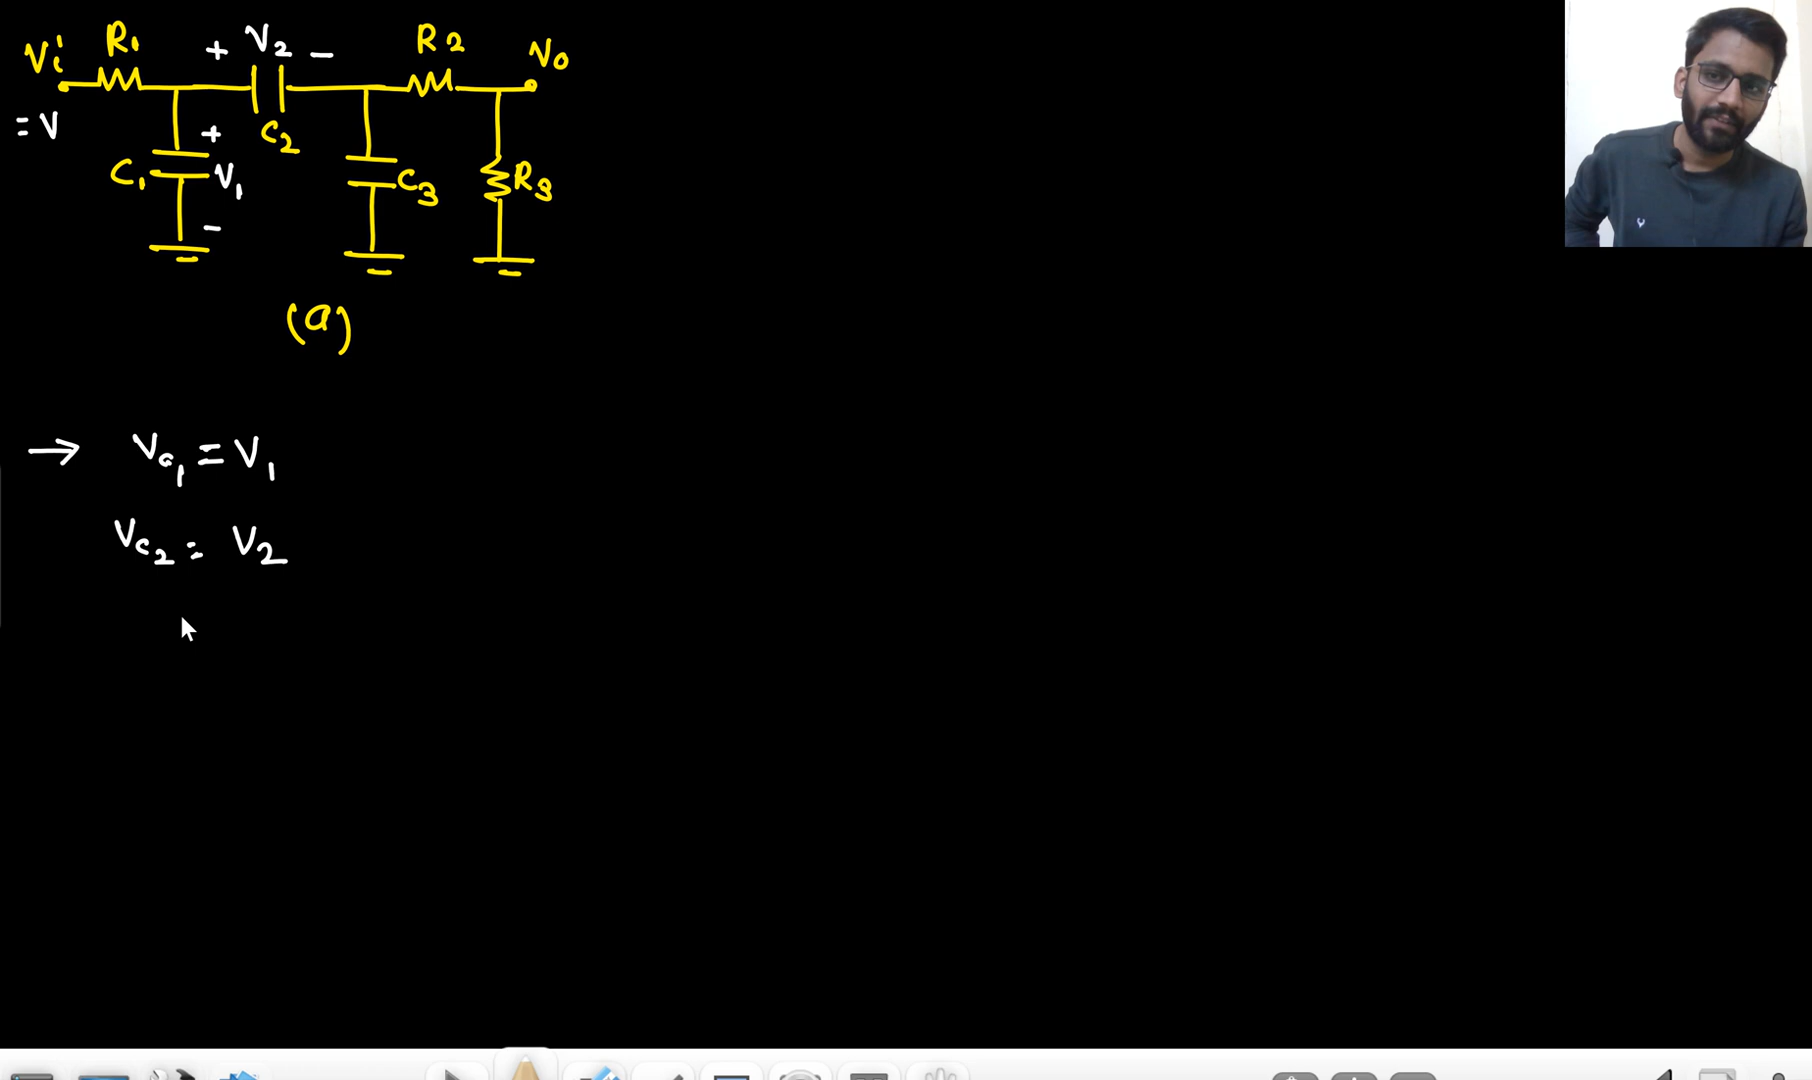 Vi R1 + V2 - R2 Vo
= V
+ C2
C1 V1 C3 R3
-
(a)
→ Vc1 = V1
Vc2 = V2